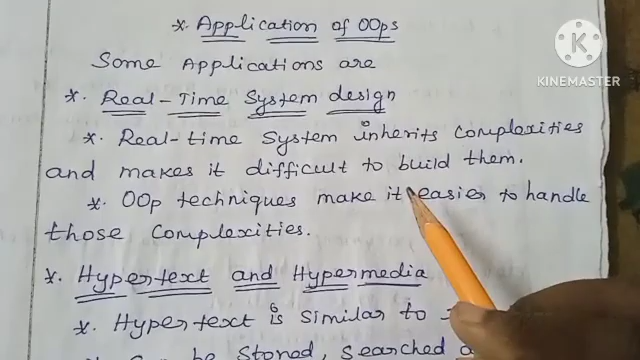 * Application of OOps
Some Applications are
* Real-Time System design
* Real-time System inherits Complexities
and makes it difficult to build them.
* OOp techniques make it easier to handle
those Complexities.
* Hypertext and Hypermedia
* Hypertext is similar to
be Stored, Searched
KINEMASTER